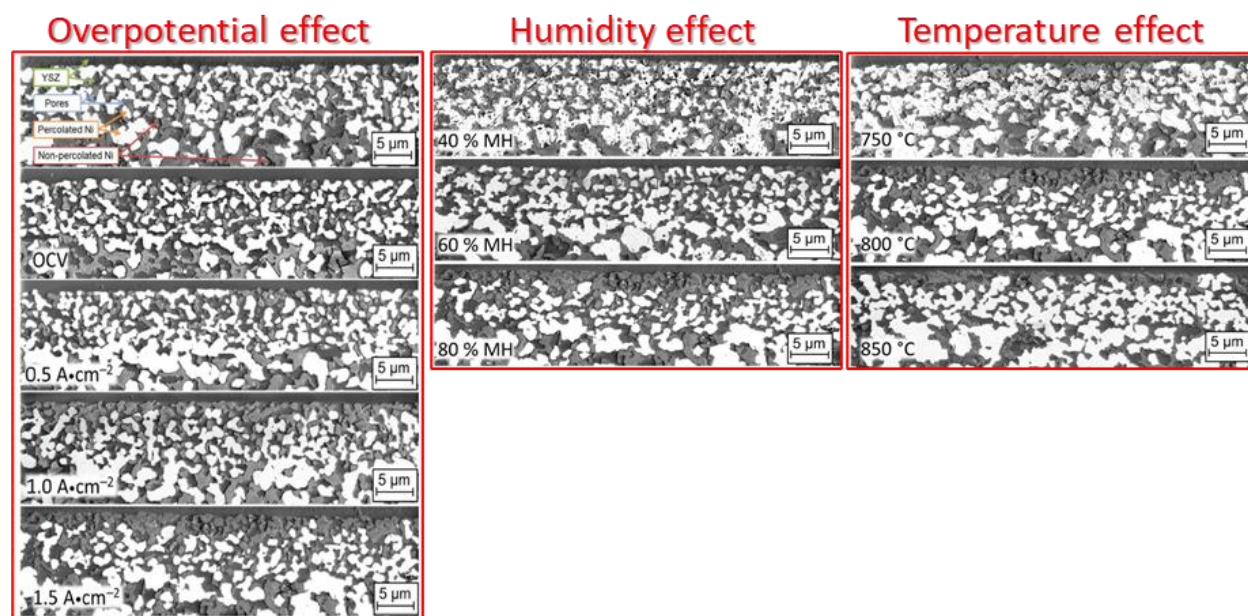 Overpotential effect
YSZ
Pores
Percolated Ni
Non-percolated Ni
5 µm
OCV
5 µm
0.5 A•cm⁻²
5 µm
1.0 A•cm⁻²
5 µm
1.5 A•cm⁻²
5 µm
Humidity effect
40 % MH
5 µm
60 % MH
5 µm
80 % MH
5 µm
Temperature effect
750 °C
5 µm
800 °C
5 µm
850 °C
5 µm